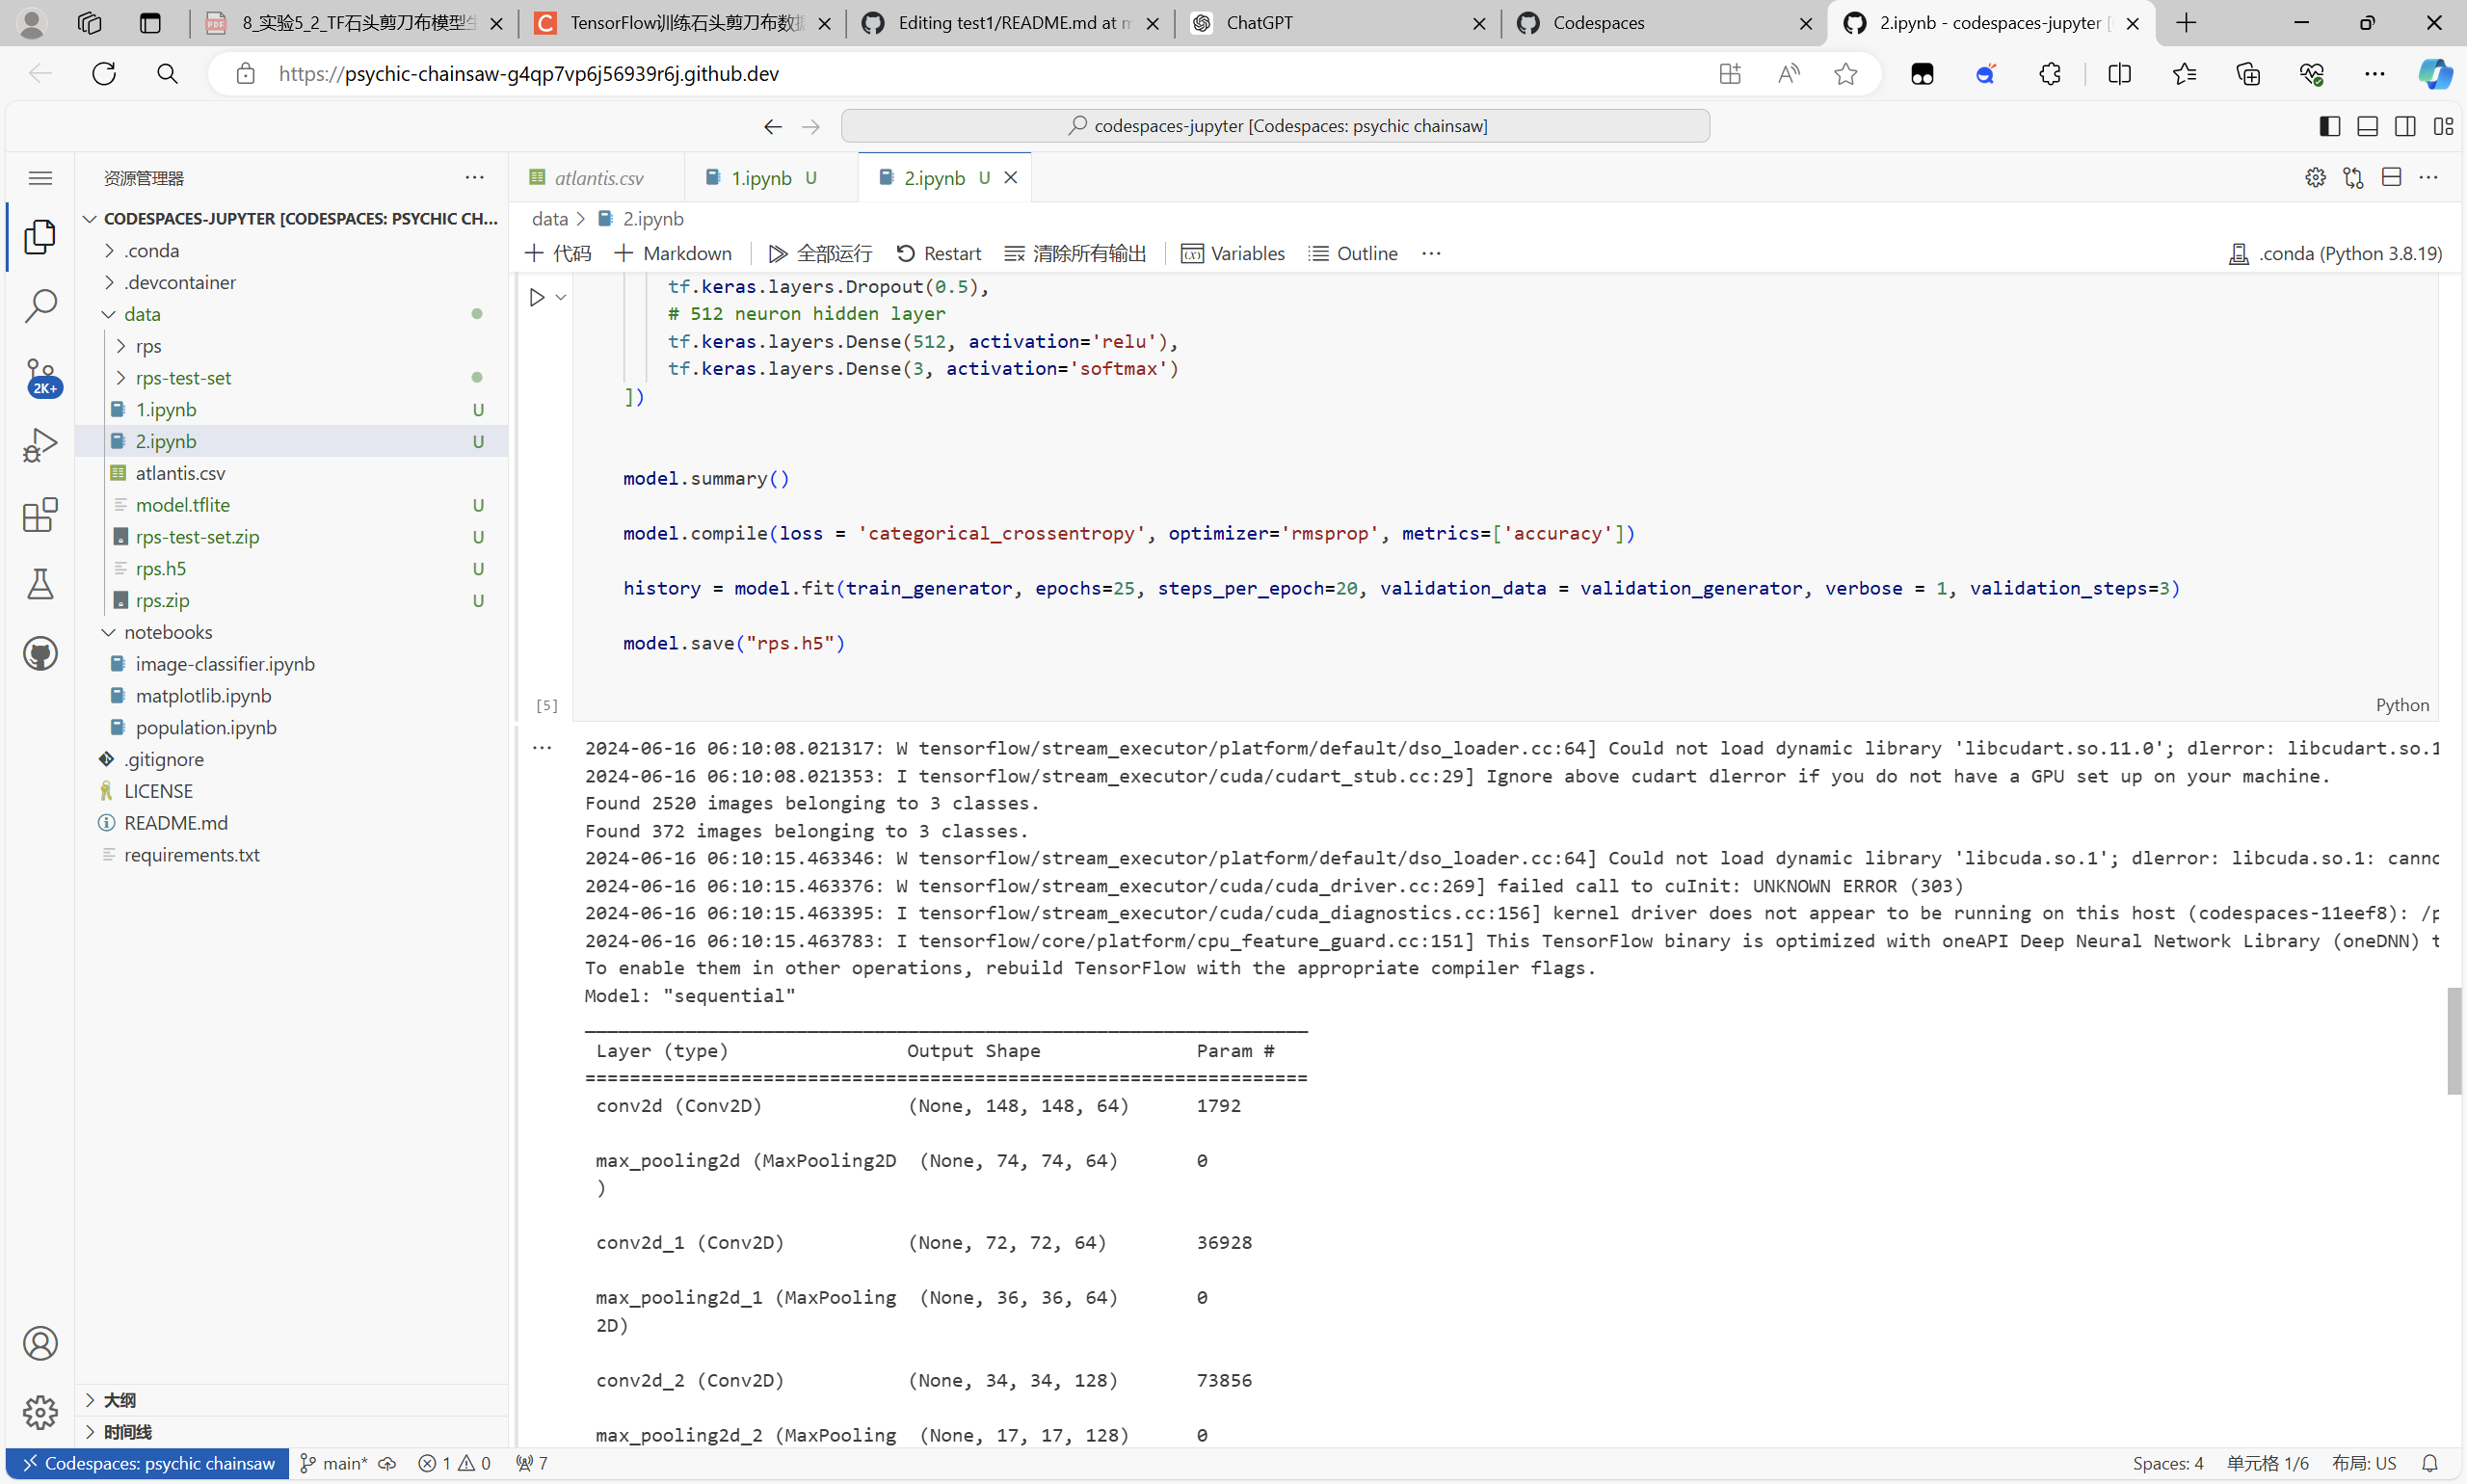 8_实验5_2_TF石头剪刀布模型生
TensorFlow训练石头剪刀布数据
Editing test1/README.md at m
ChatGPT
Codespaces
2.ipynb - codespaces-jupyter [
https://psychic-chainsaw-g4qp7vp6j56939r6j.github.dev
codespaces-jupyter [Codespaces: psychic chainsaw]
资源管理器
CODESPACES-JUPYTER [CODESPACES: PSYCHIC CH...
.conda
.devcontainer
data
rps
rps-test-set
1.ipynb U
2.ipynb U
atlantis.csv
model.tflite U
rps-test-set.zip U
rps.h5 U
rps.zip U
notebooks
image-classifier.ipynb
matplotlib.ipynb
population.ipynb
.gitignore
LICENSE
README.md
requirements.txt
2K+
大纲
时间线
atlantis.csv
1.ipynb U
2.ipynb U
data > 2.ipynb
代码 Markdown 全部运行 Restart 清除所有输出 Variables Outline ...
.conda (Python 3.8.19)
tf.keras.layers.Dropout(0.5),
# 512 neuron hidden layer
tf.keras.layers.Dense(512, activation='relu'),
tf.keras.layers.Dense(3, activation='softmax')
])
model.summary()
model.compile(loss = 'categorical_crossentropy', optimizer='rmsprop', metrics=['accuracy'])
history = model.fit(train_generator, epochs=25, steps_per_epoch=20, validation_data = validation_generator, verbose = 1, validation_steps=3)
model.save("rps.h5")
[5]
Python
2024-06-16 06:10:08.021317: W tensorflow/stream_executor/platform/default/dso_loader.cc:64] Could not load dynamic library 'libcudart.so.11.0'; dlerror: libcudart.so.1
2024-06-16 06:10:08.021353: I tensorflow/stream_executor/cuda/cudart_stub.cc:29] Ignore above cudart dlerror if you do not have a GPU set up on your machine.
Found 2520 images belonging to 3 classes.
Found 372 images belonging to 3 classes.
2024-06-16 06:10:15.463346: W tensorflow/stream_executor/platform/default/dso_loader.cc:64] Could not load dynamic library 'libcuda.so.1'; dlerror: libcuda.so.1: canno
2024-06-16 06:10:15.463376: W tensorflow/stream_executor/cuda/cuda_driver.cc:269] failed call to cuInit: UNKNOWN ERROR (303)
2024-06-16 06:10:15.463395: I tensorflow/stream_executor/cuda/cuda_diagnostics.cc:156] kernel driver does not appear to be running on this host (codespaces-11eef8): /p
2024-06-16 06:10:15.463783: I tensorflow/core/platform/cpu_feature_guard.cc:151] This TensorFlow binary is optimized with oneAPI Deep Neural Network Library (oneDNN) t
To enable them in other operations, rebuild TensorFlow with the appropriate compiler flags.
Model: "sequential"
_________________________________________________________________
Layer (type) Output Shape Param #
=================================================================
conv2d (Conv2D) (None, 148, 148, 64) 1792
max_pooling2d (MaxPooling2D (None, 74, 74, 64) 0
)
conv2d_1 (Conv2D) (None, 72, 72, 64) 36928
max_pooling2d_1 (MaxPooling (None, 36, 36, 64) 0
2D)
conv2d_2 (Conv2D) (None, 34, 34, 128) 73856
max_pooling2d_2 (MaxPooling (None, 17, 17, 128) 0
Codespaces: psychic chainsaw
main*
1 0
7
Spaces: 4
单元格 1/6
布局: US